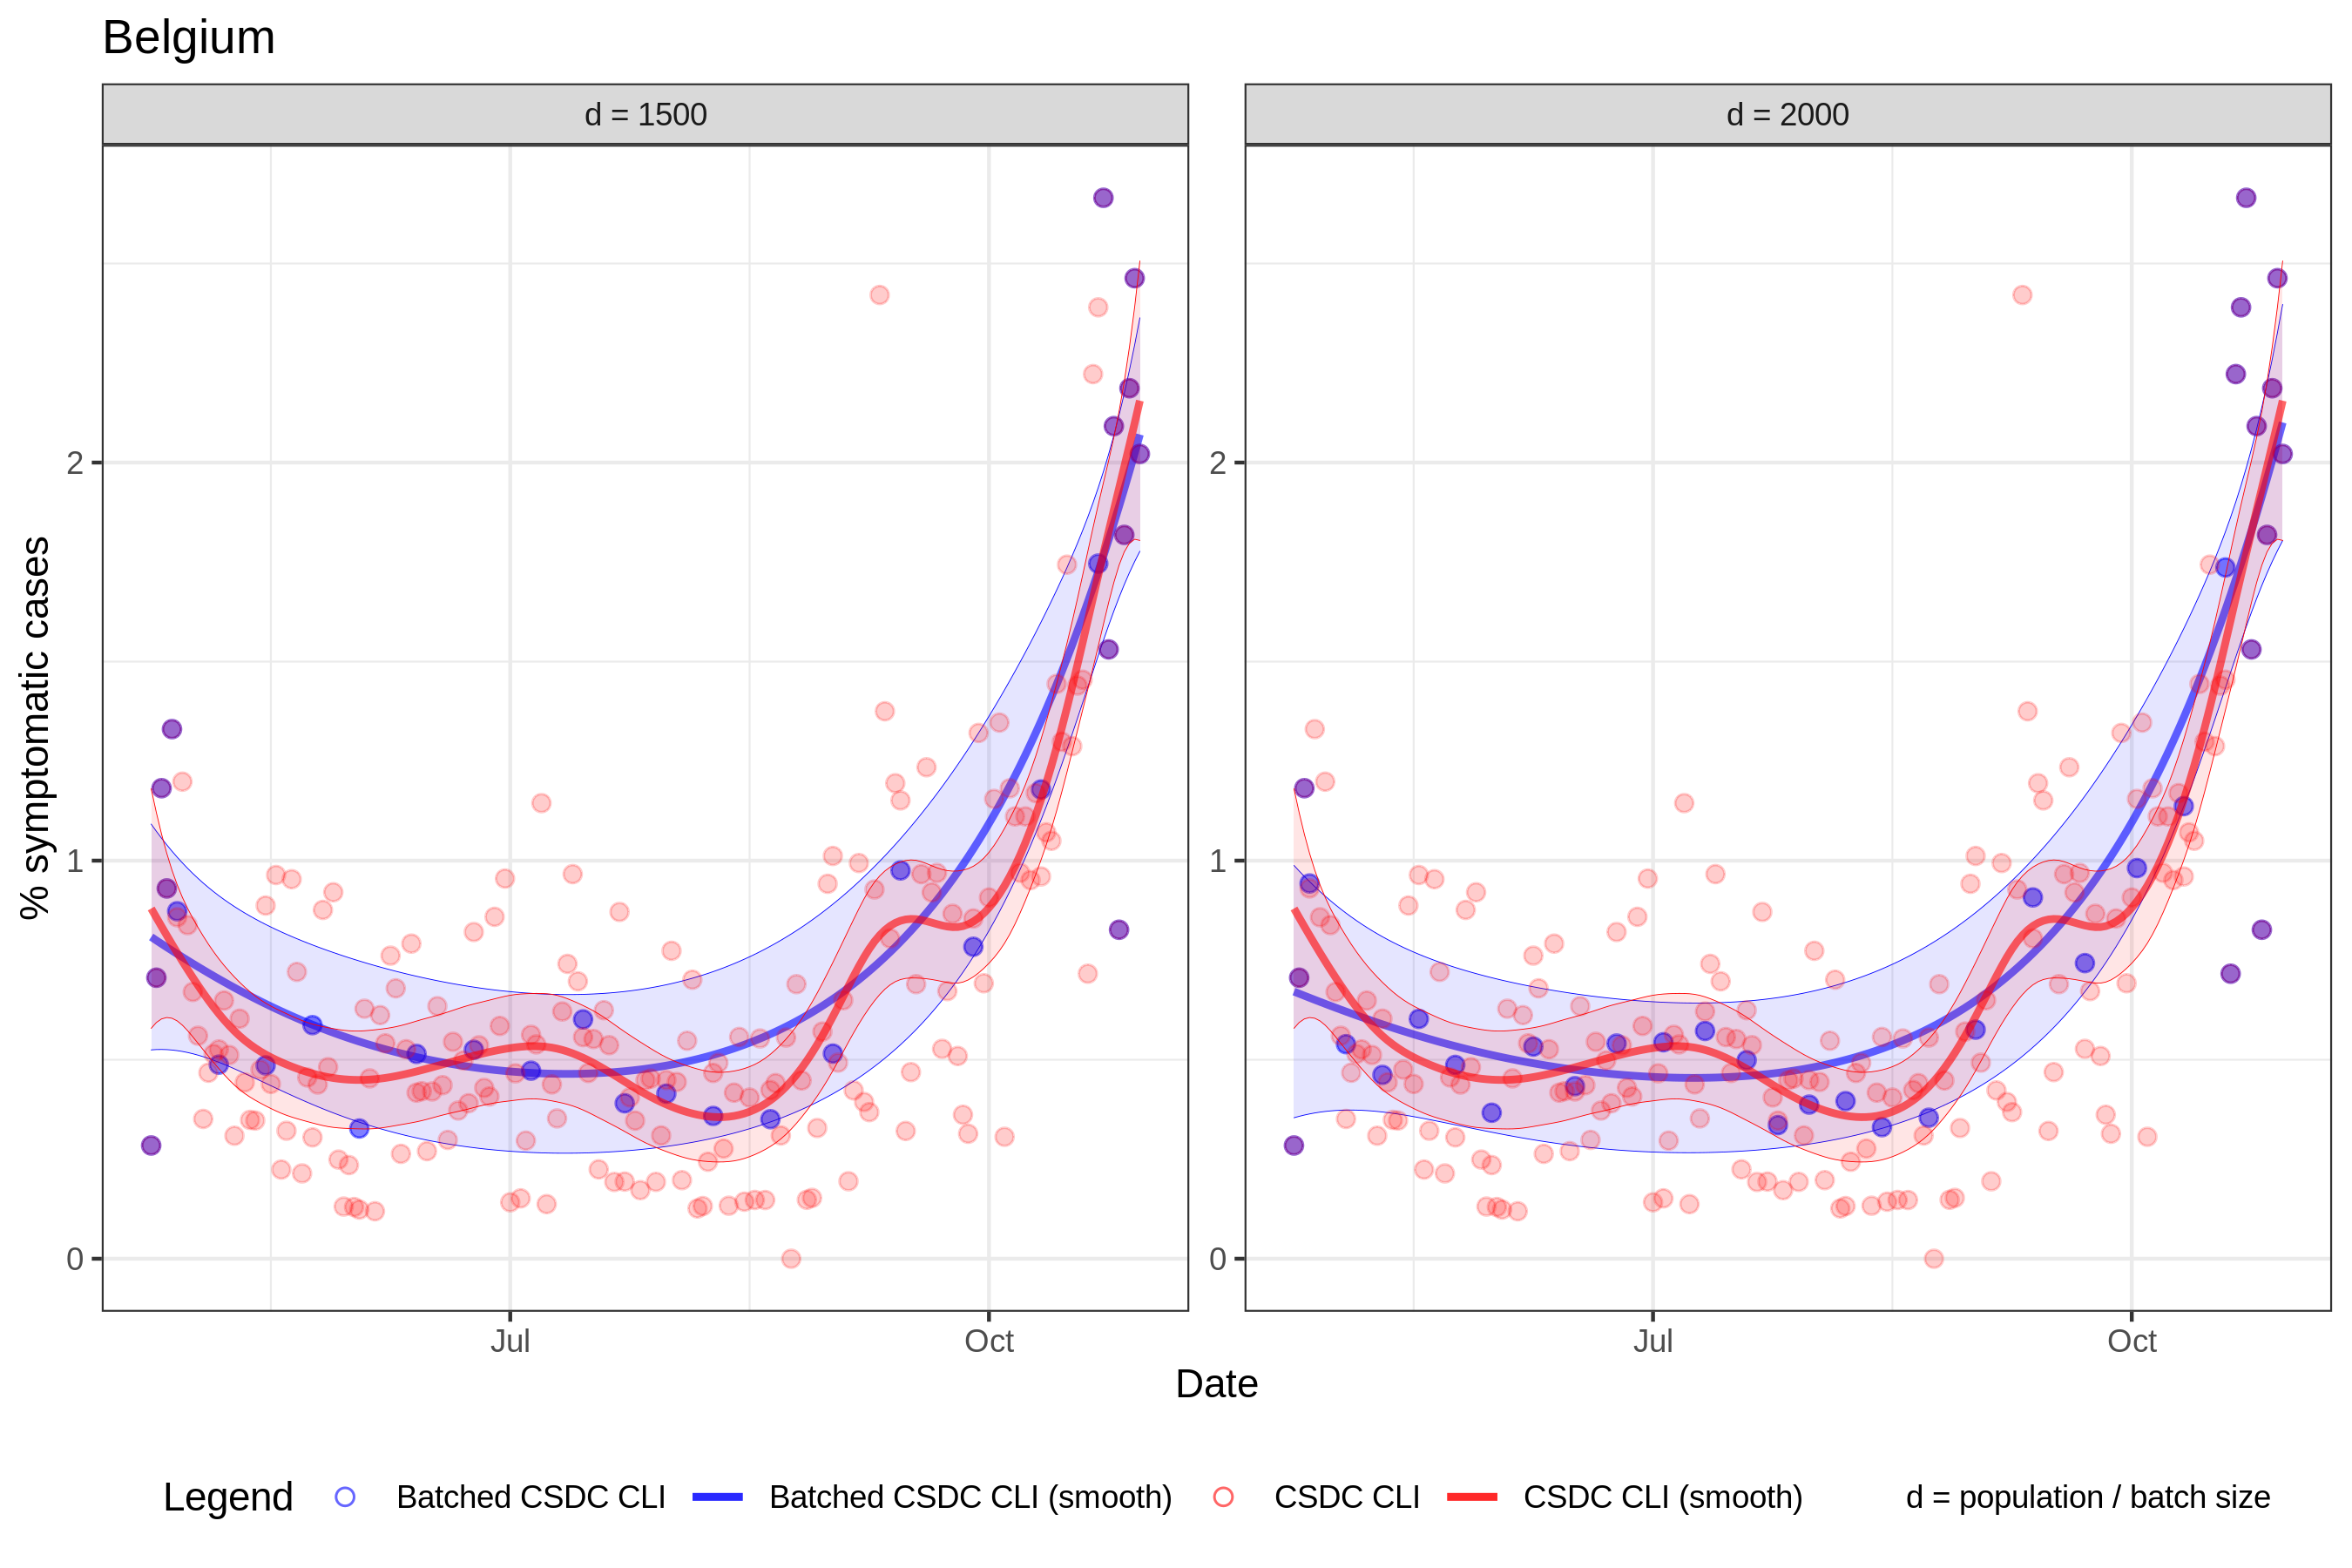 Belgium
d = 1500
d = 2000
% symptomatic cases
2
1
0
2
1
0
Jul
Oct
Jul
Oct
Date
Legend
Batched CSDC CLI
Batched CSDC CLI (smooth)
CSDC CLI
CSDC CLI (smooth)
d = population / batch size